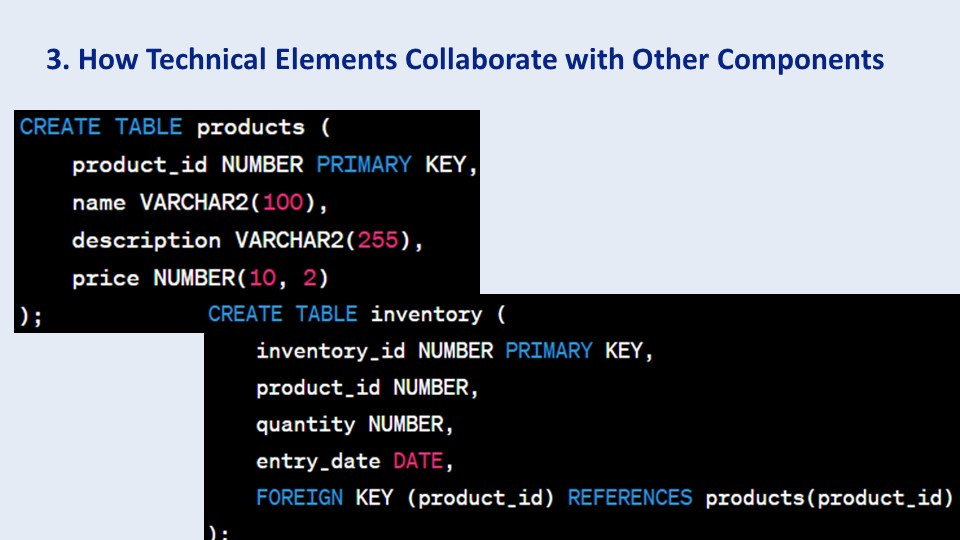 3. How Technical Elements Collaborate with Other Components
CREATE TABLE products (
product_id NUMBER PRIMARY KEY,
name VARCHAR2(100),
description VARCHAR2(255),
price NUMBER(10, 2)
);
CREATE TABLE inventory (
inventory_id NUMBER PRIMARY KEY,
product_id NUMBER,
quantity NUMBER,
entry_date DATE,
FOREIGN KEY (product_id) REFERENCES products(product_id)
);